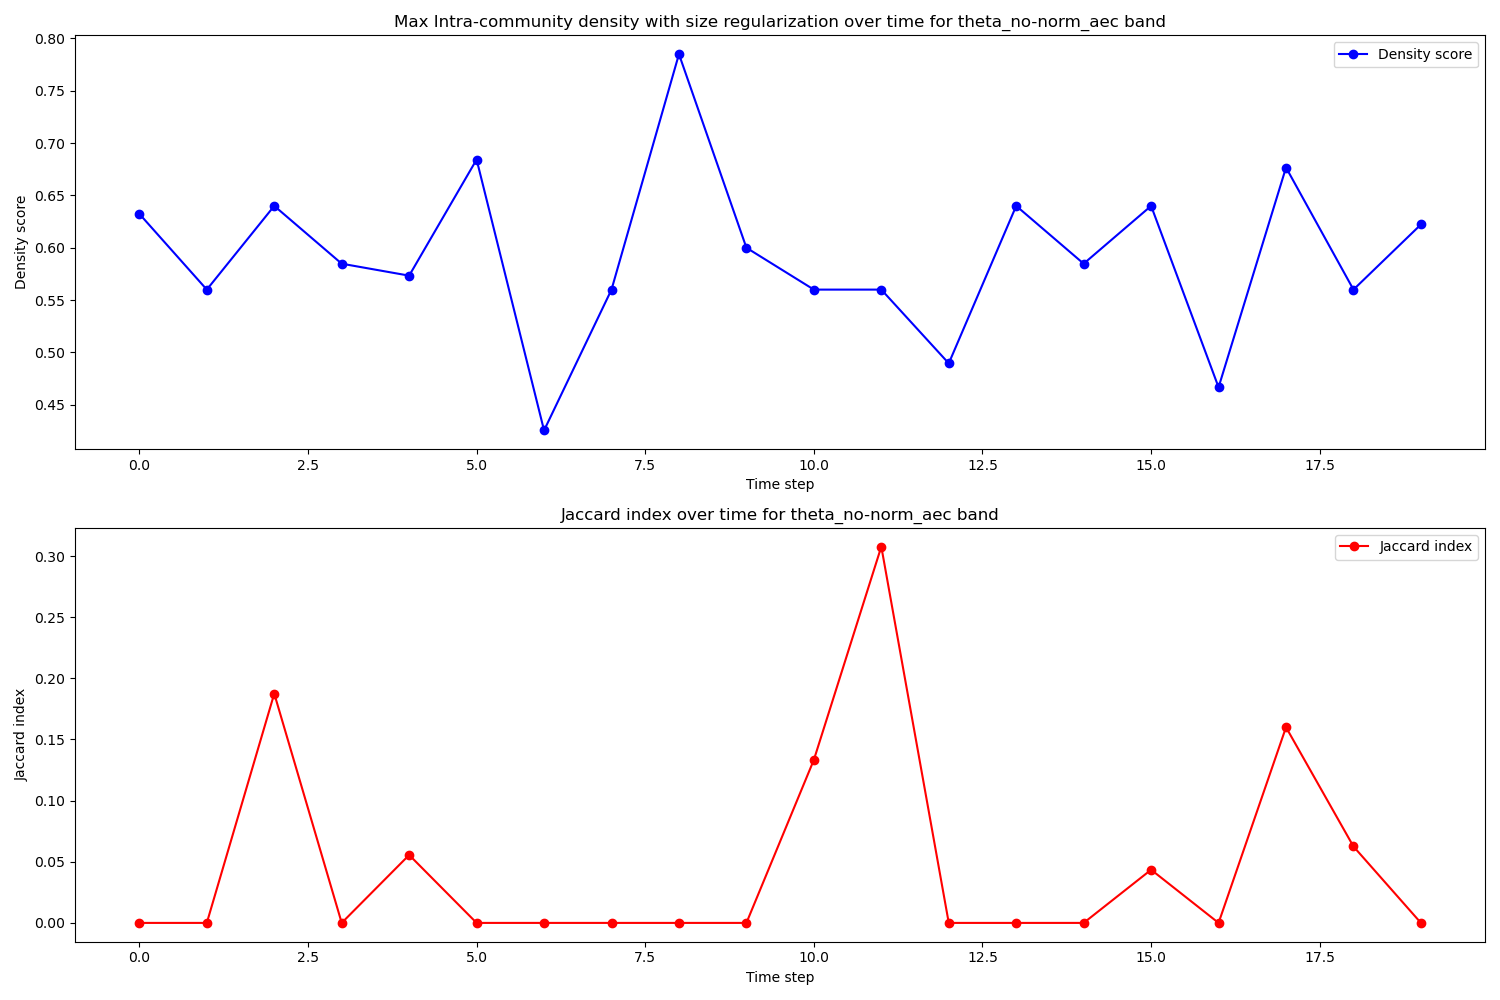 Max Intra-community density with size regularization over time for theta_no-norm_aec band
Density score
Density score
0.80
0.75
0.70
0.65
0.60
0.55
0.50
0.45
0.0 2.5 5.0 7.5 10.0 12.5 15.0 17.5
Time step
Jaccard index over time for theta_no-norm_aec band
Jaccard index
Jaccard index
0.30
0.25
0.20
0.15
0.10
0.05
0.00
0.0 2.5 5.0 7.5 10.0 12.5 15.0 17.5
Time step